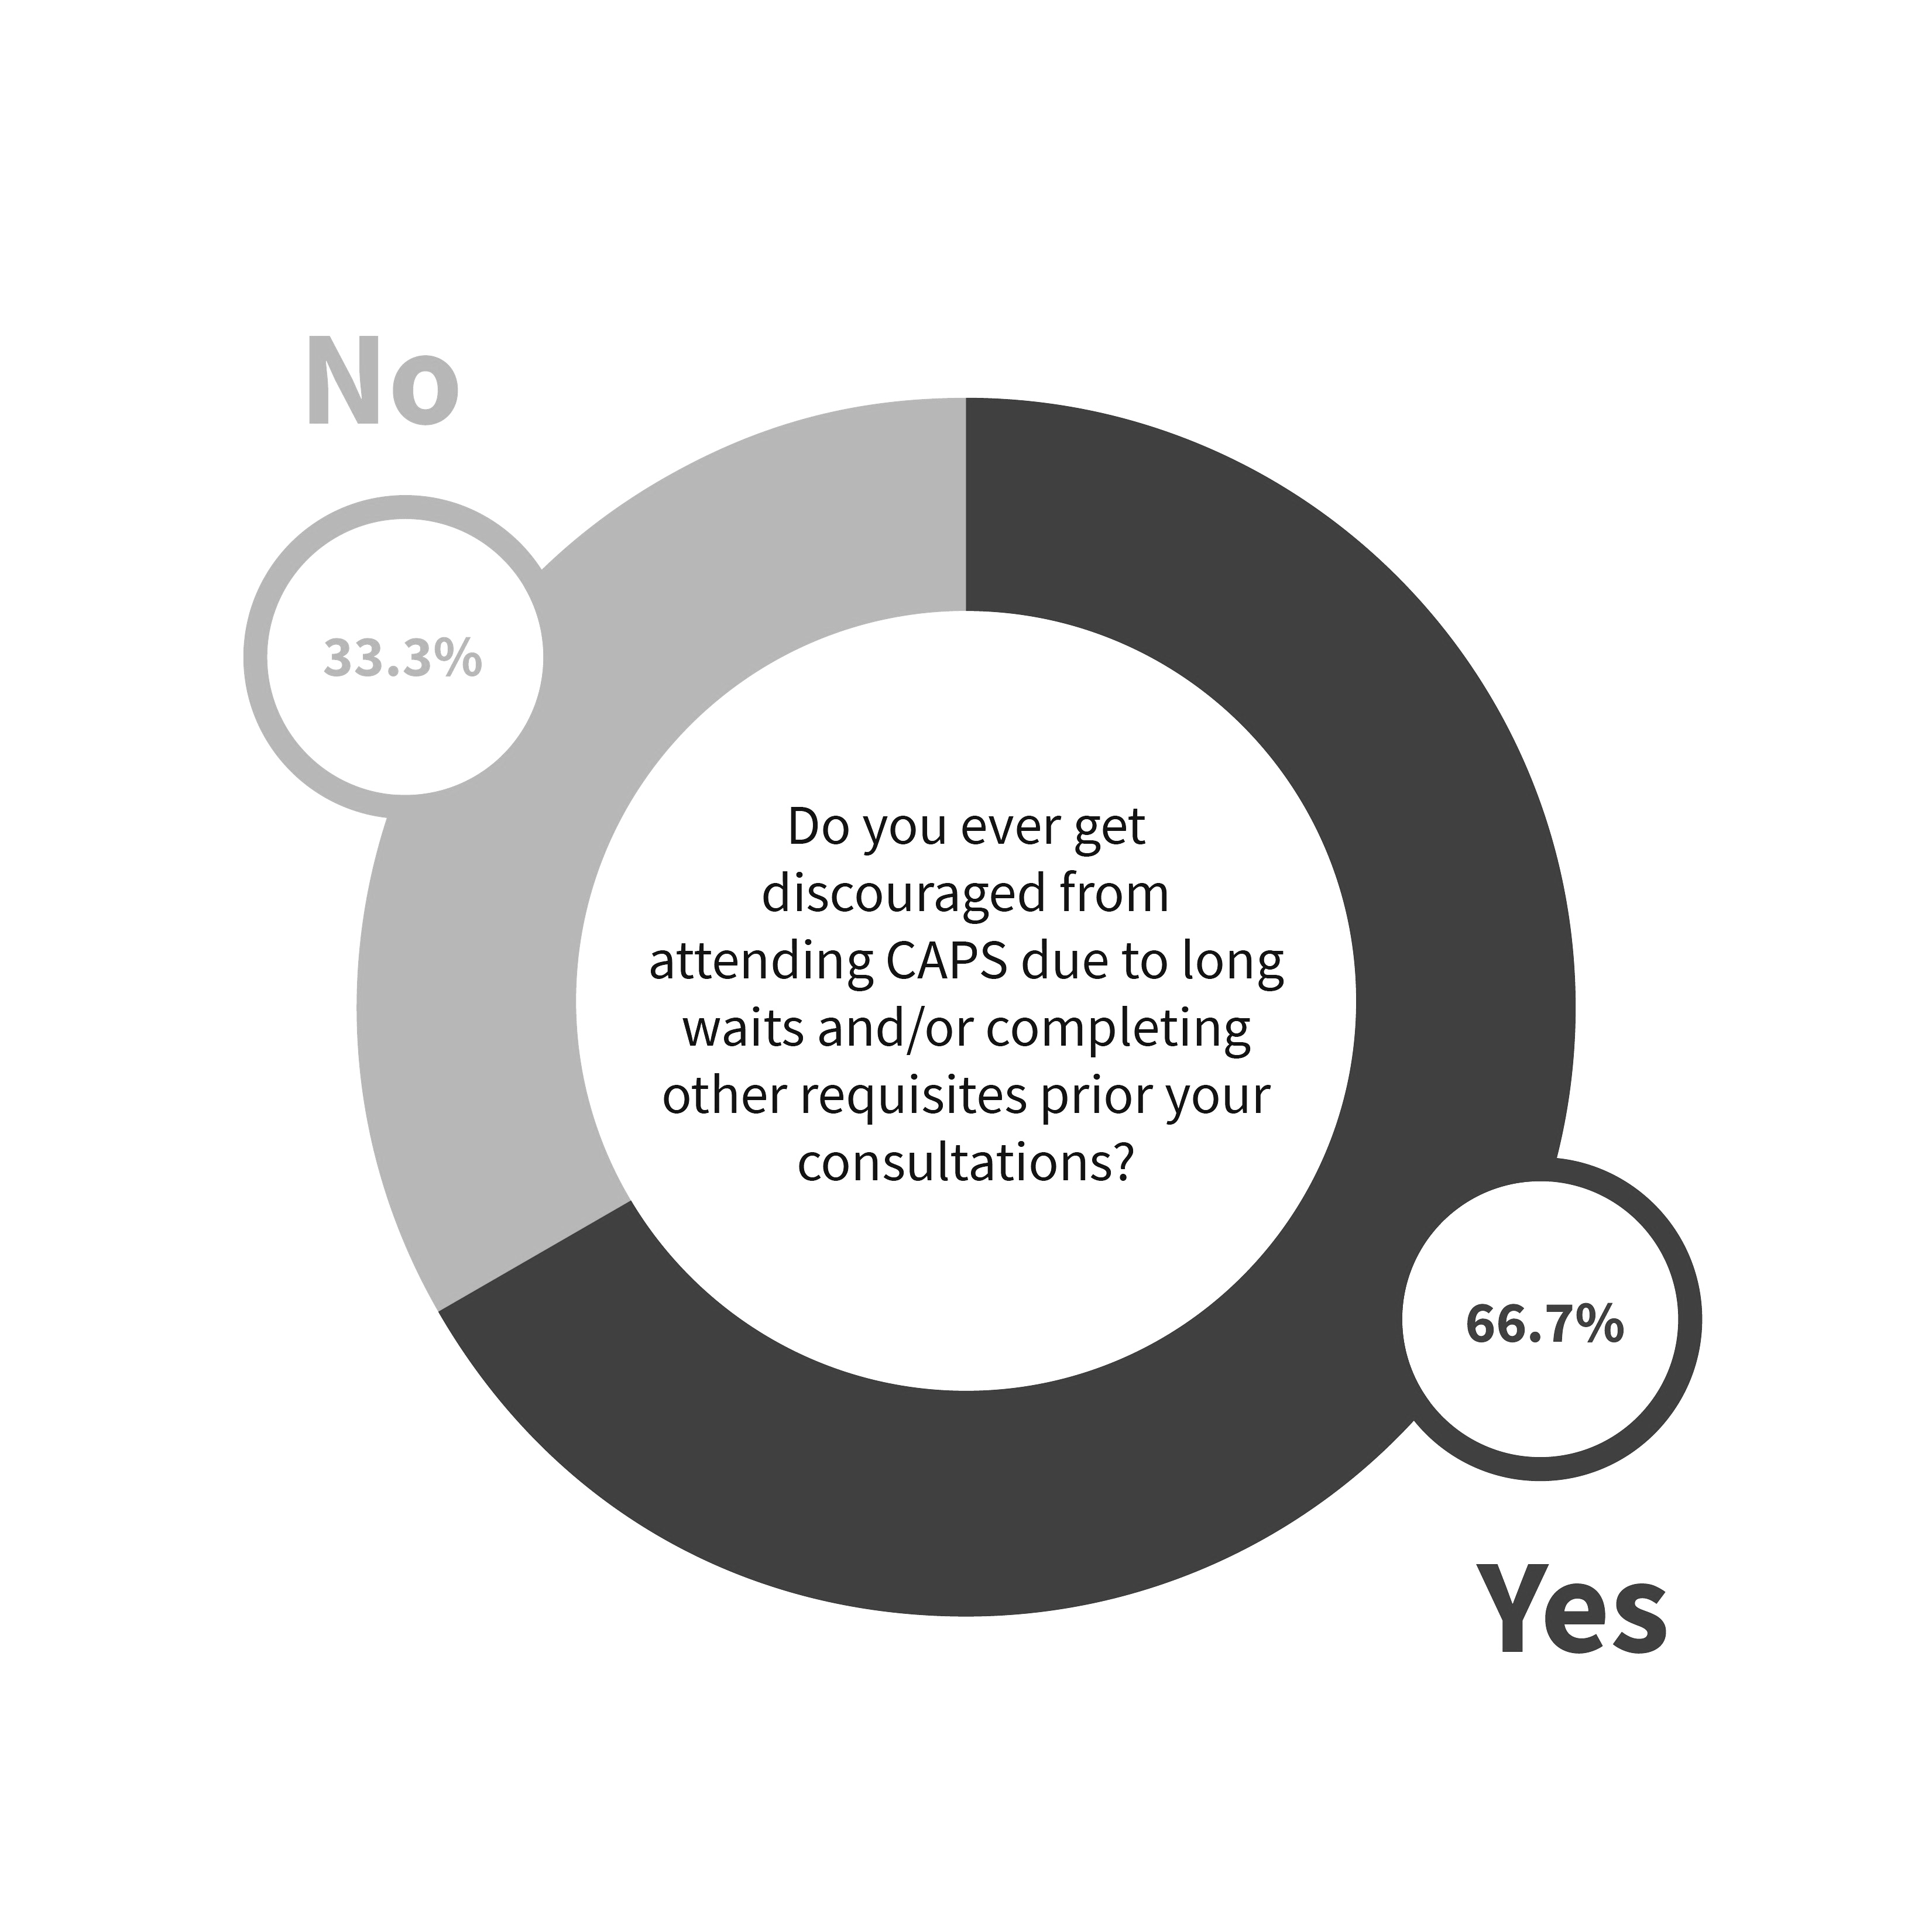 No
33.3%
Do you ever get
discouraged from
attending CAPS due to long
waits and/or completing
other requisites prior your
consultations?
66.7%
Yes